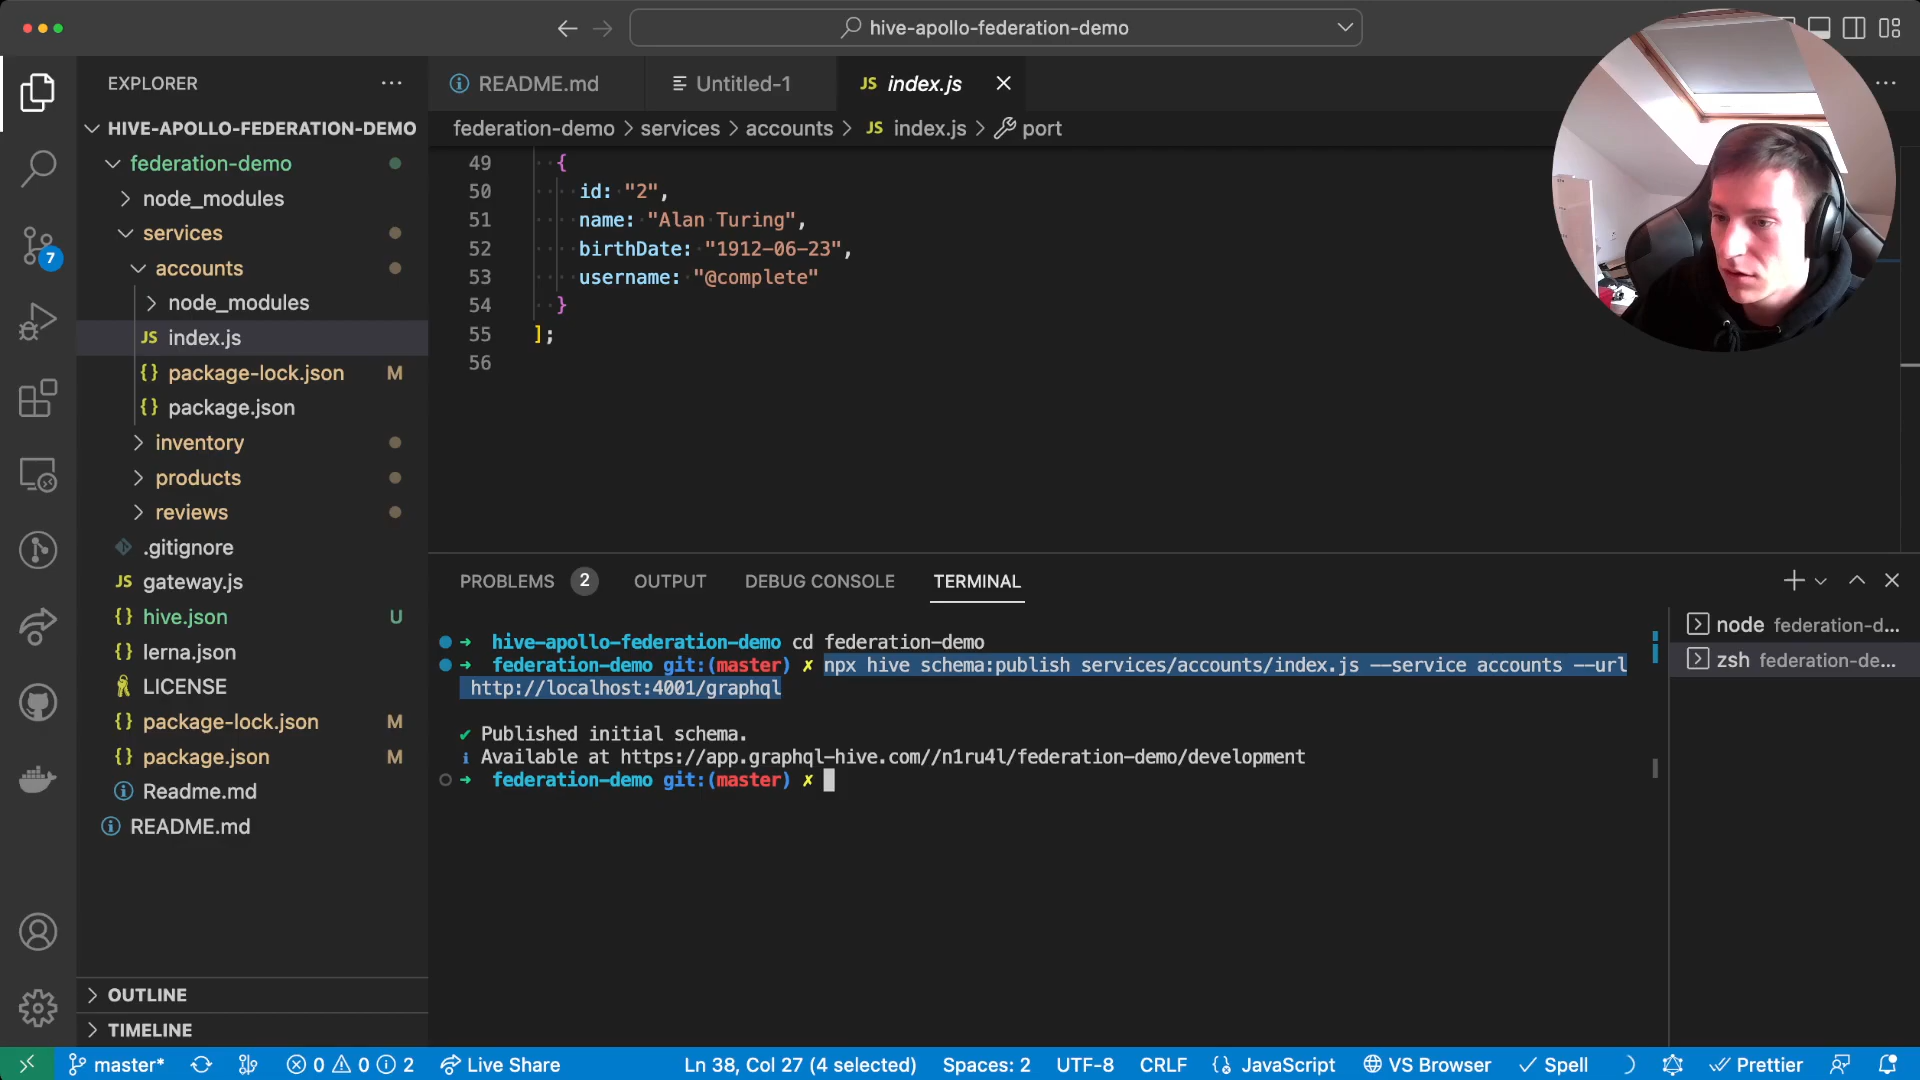 hive-apollo-federation-demo
EXPLORER
HIVE-APOLLO-FEDERATION-DEMO
federation-demo
node_modules
services
accounts
node_modules
JS index.js
{} package-lock.json M
{} package.json
inventory
products
reviews
.gitignore
JS gateway.js
{} hive.json U
{} lerna.json
LICENSE
{} package-lock.json M
{} package.json M
Readme.md
README.md
OUTLINE
TIMELINE
7
README.md
Untitled-1
JS index.js
federation-demo > services > accounts > JS index.js > port
49 {
50 id: "2",
51 name: "Alan Turing",
52 birthDate: "1912-06-23",
53 username: "@complete"
54 }
55 ];
56
PROBLEMS 2 OUTPUT DEBUG CONSOLE TERMINAL
➜ hive-apollo-federation-demo cd federation-demo
➜ federation-demo git:(master) ✗ npx hive schema:publish services/accounts/index.js --service accounts --url
http://localhost:4001/graphql
✔ Published initial schema.
ℹ Available at https://app.graphql-hive.com//n1ru4l/federation-demo/development
➜ federation-demo git:(master) ✗
node federation-d...
zsh federation-de...
master* 0 0 2 Live Share Ln 38, Col 27 (4 selected) Spaces: 2 UTF-8 CRLF {} JavaScript VS Browser Spell Prettier